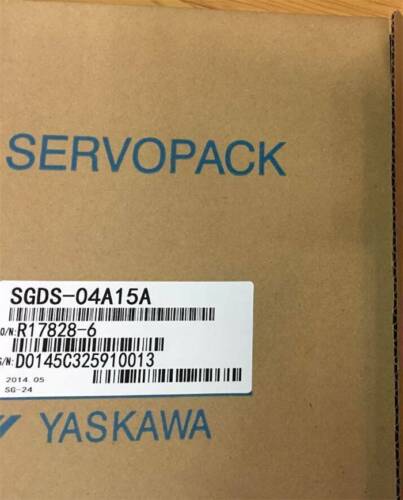 SERVOPACK
SGDS-04A15A
O/N:R17828-6
S/N:D0145C325910013
2014.05
SG-24
YASKAWA